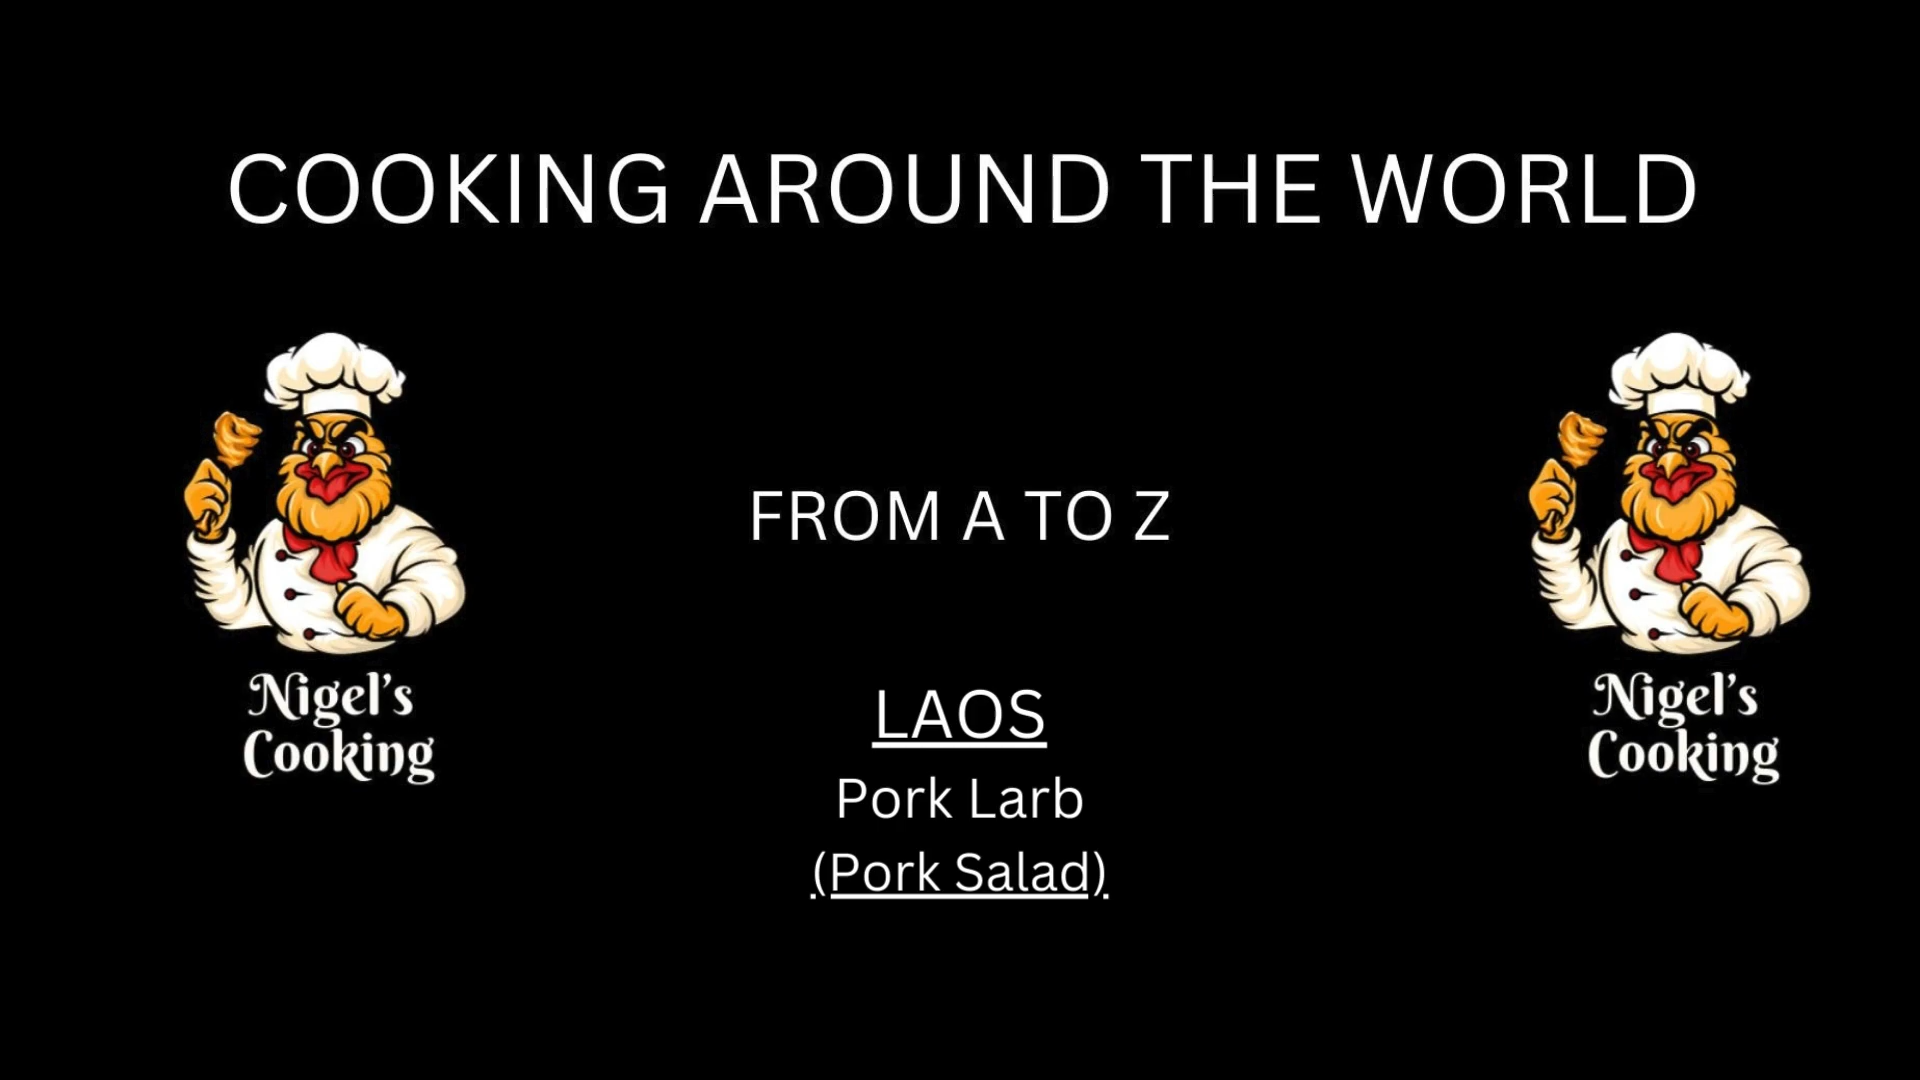 COOKING AROUND THE WORLD
FROM A TO Z
Nigel's
Cooking
Nigel's
Cooking
LAOS
Pork Larb
(Pork Salad)